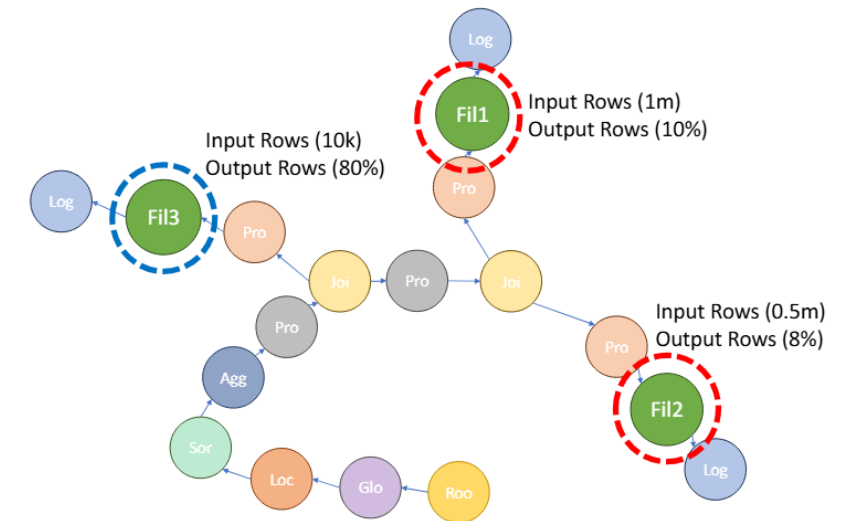 Log
Fil1
Input Rows (1m)
Output Rows (10%)
Pro
Input Rows (10k)
Output Rows (80%)
Log
Fil3
Pro
Joi
Pro
Joi
Pro
Input Rows (0.5m)
Output Rows (8%)
Pro
Agg
Fil2
Sor
Log
Loc
Glo
Roo